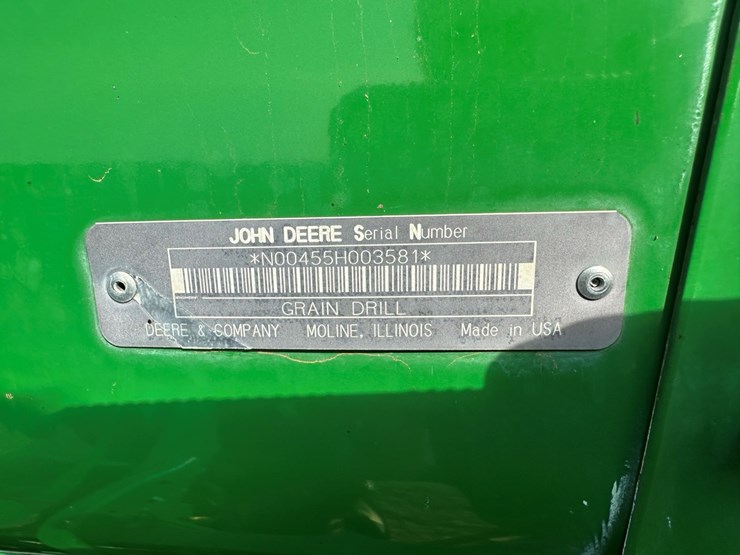 JOHN DEERE Serial Number
*N00455H003581*
GRAIN DRILL
DEERE & COMPANY MOLINE, ILLINOIS Made in USA